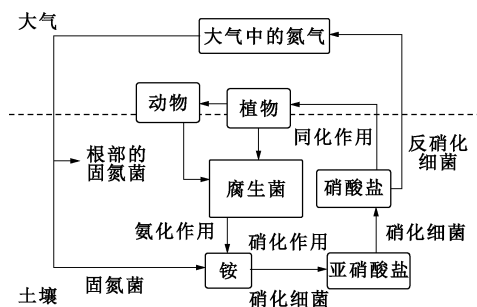 大气
大气中的氮气
动物
植物
同化作用
反硝化
细菌
根部的
固氮菌
腐生菌
硝酸盐
氨化作用
硝化作用
硝化细菌
固氮菌
铵
亚硝酸盐
土壤
硝化细菌